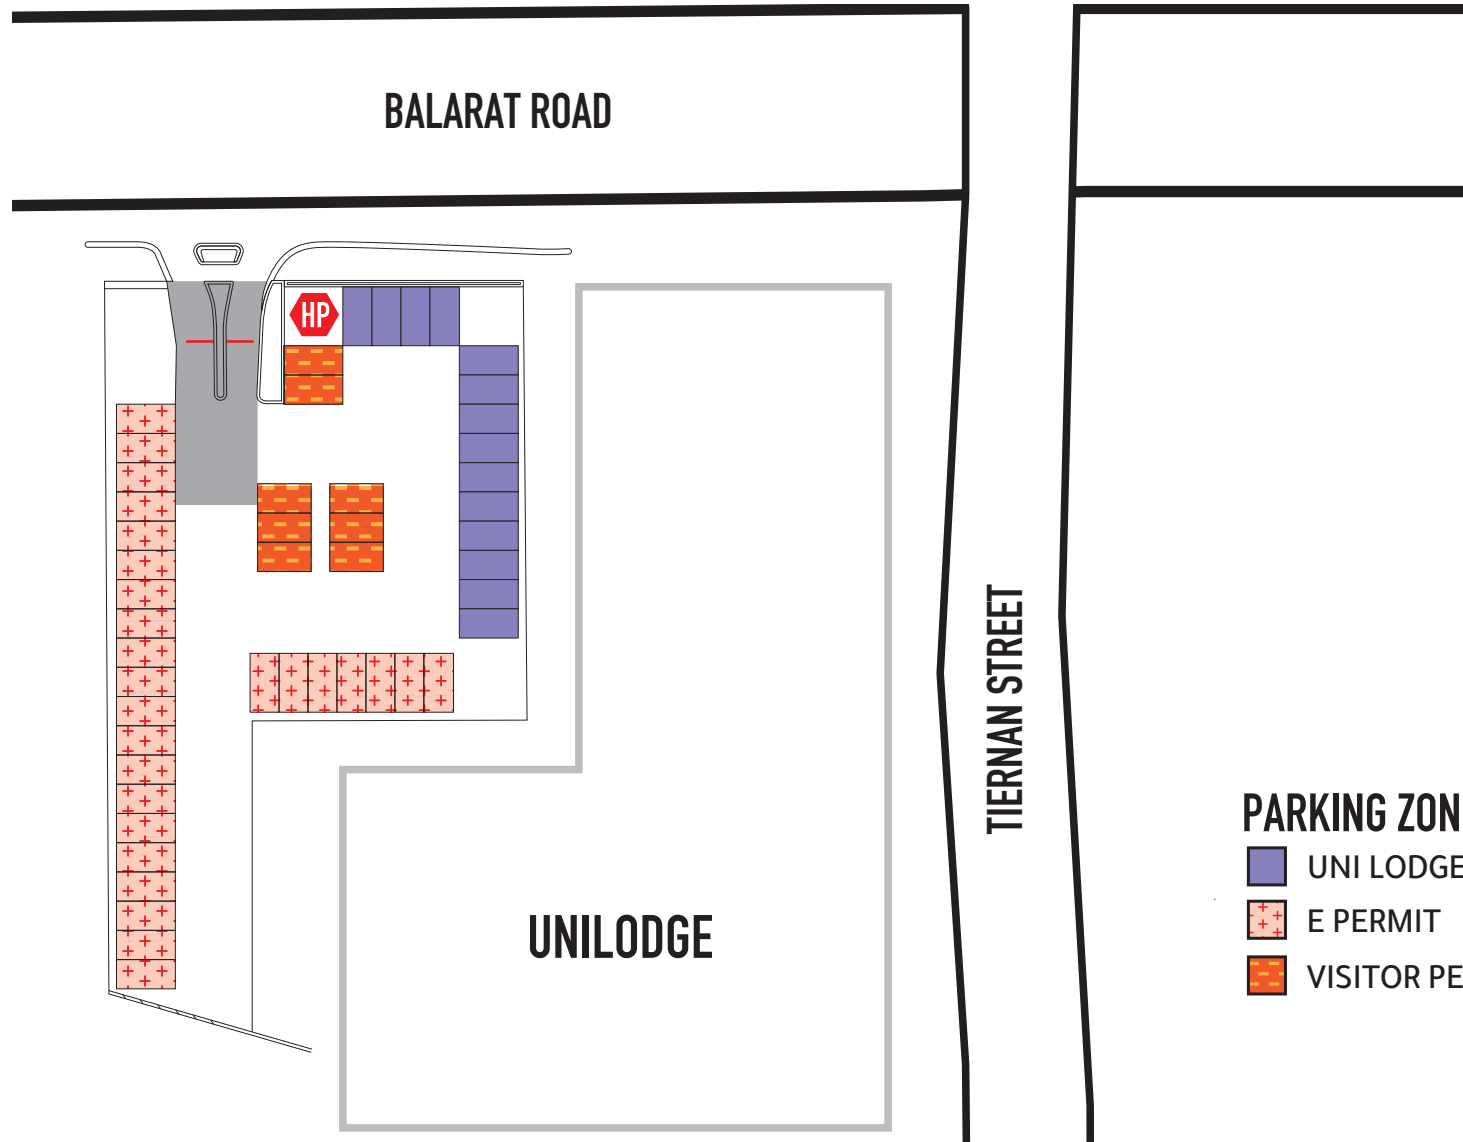 BALARAT ROAD
HP
TIERNAN STREET
UNILODGE
PARKING ZON
UNI LODGE
E PERMIT
VISITOR PE